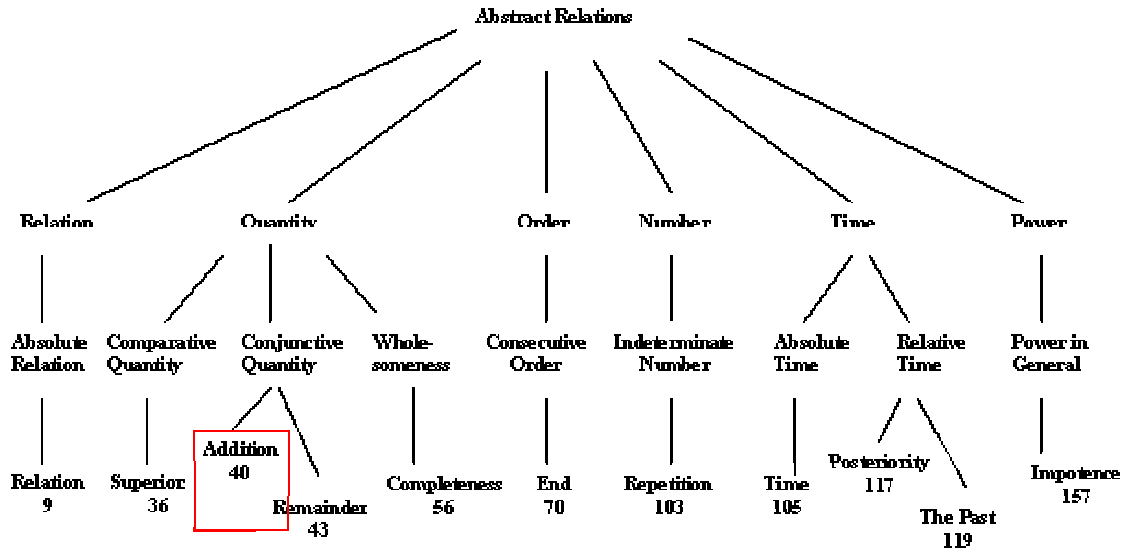 Abstract Relations
Relation Quantity Order Number Time Power
Absolute Comparative Conjunctive Whole- Consecutive Indeterminate Absolute Relative Power in
Relation Quantity Quantity someness Order Number Time Time General
Addition
40
Relation Superior Remainder Completeness End Repetition Time Posteriority The Past Impotence
9 36 43 56 70 103 105 117 119 157